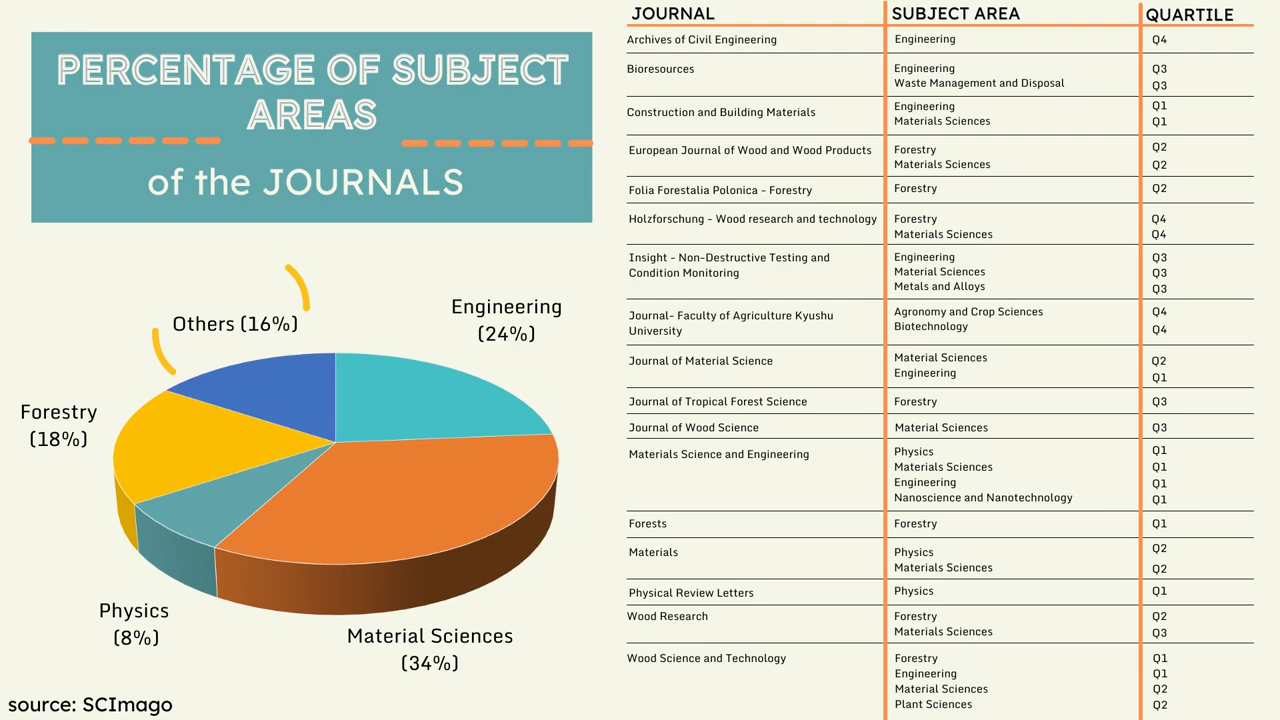 PERCENTAGE OF SUBJECT
AREAS
of the JOURNALS
Others (16%)
Engineering
(24%)
Forestry
(18%)
Physics
(8%)
Material Sciences
(34%)
source: SCImago
JOURNAL SUBJECT AREA QUARTILE
Archives of Civil Engineering Engineering Q4
Bioresources Engineering Q3
Waste Management and Disposal Q3
Construction and Building Materials Engineering Q1
Materials Sciences Q1
European Journal of Wood and Wood Products Forestry Q2
Materials Sciences Q2
Folia Forestalia Polonica - Forestry Forestry Q2
Holzforschung - Wood research and technology Forestry Q4
Materials Sciences Q4
Insight - Non-Destructive Testing and Engineering Q3
Condition Monitoring Material Sciences Q3
Metals and Alloys Q3
Journal- Faculty of Agriculture Kyushu Agronomy and Crop Sciences Q4
University Biotechnology Q4
Journal of Material Science Material Sciences Q2
Engineering Q1
Journal of Tropical Forest Science Forestry Q3
Journal of Wood Science Material Sciences Q3
Materials Science and Engineering Physics Q1
Materials Sciences Q1
Engineering Q1
Nanoscience and Nanotechnology Q1
Forests Forestry Q1
Materials Physics Q2
Materials Sciences Q2
Physical Review Letters Physics Q1
Wood Research Forestry Q2
Materials Sciences Q3
Wood Science and Technology Forestry Q1
Engineering Q1
Material Sciences Q2
Plant Sciences Q2